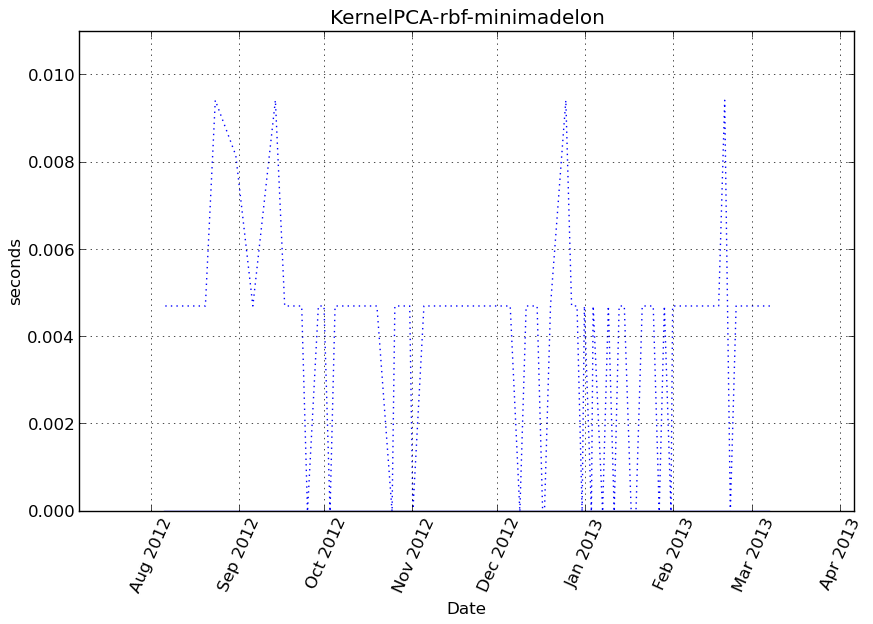 KernelPCA-rbf-minimadelon
0.010
0.008
0.006
0.004
0.002
0.000
seconds
Aug 2012
Sep 2012
Oct 2012
Nov 2012
Dec 2012
Jan 2013
Feb 2013
Mar 2013
Apr 2013
Date